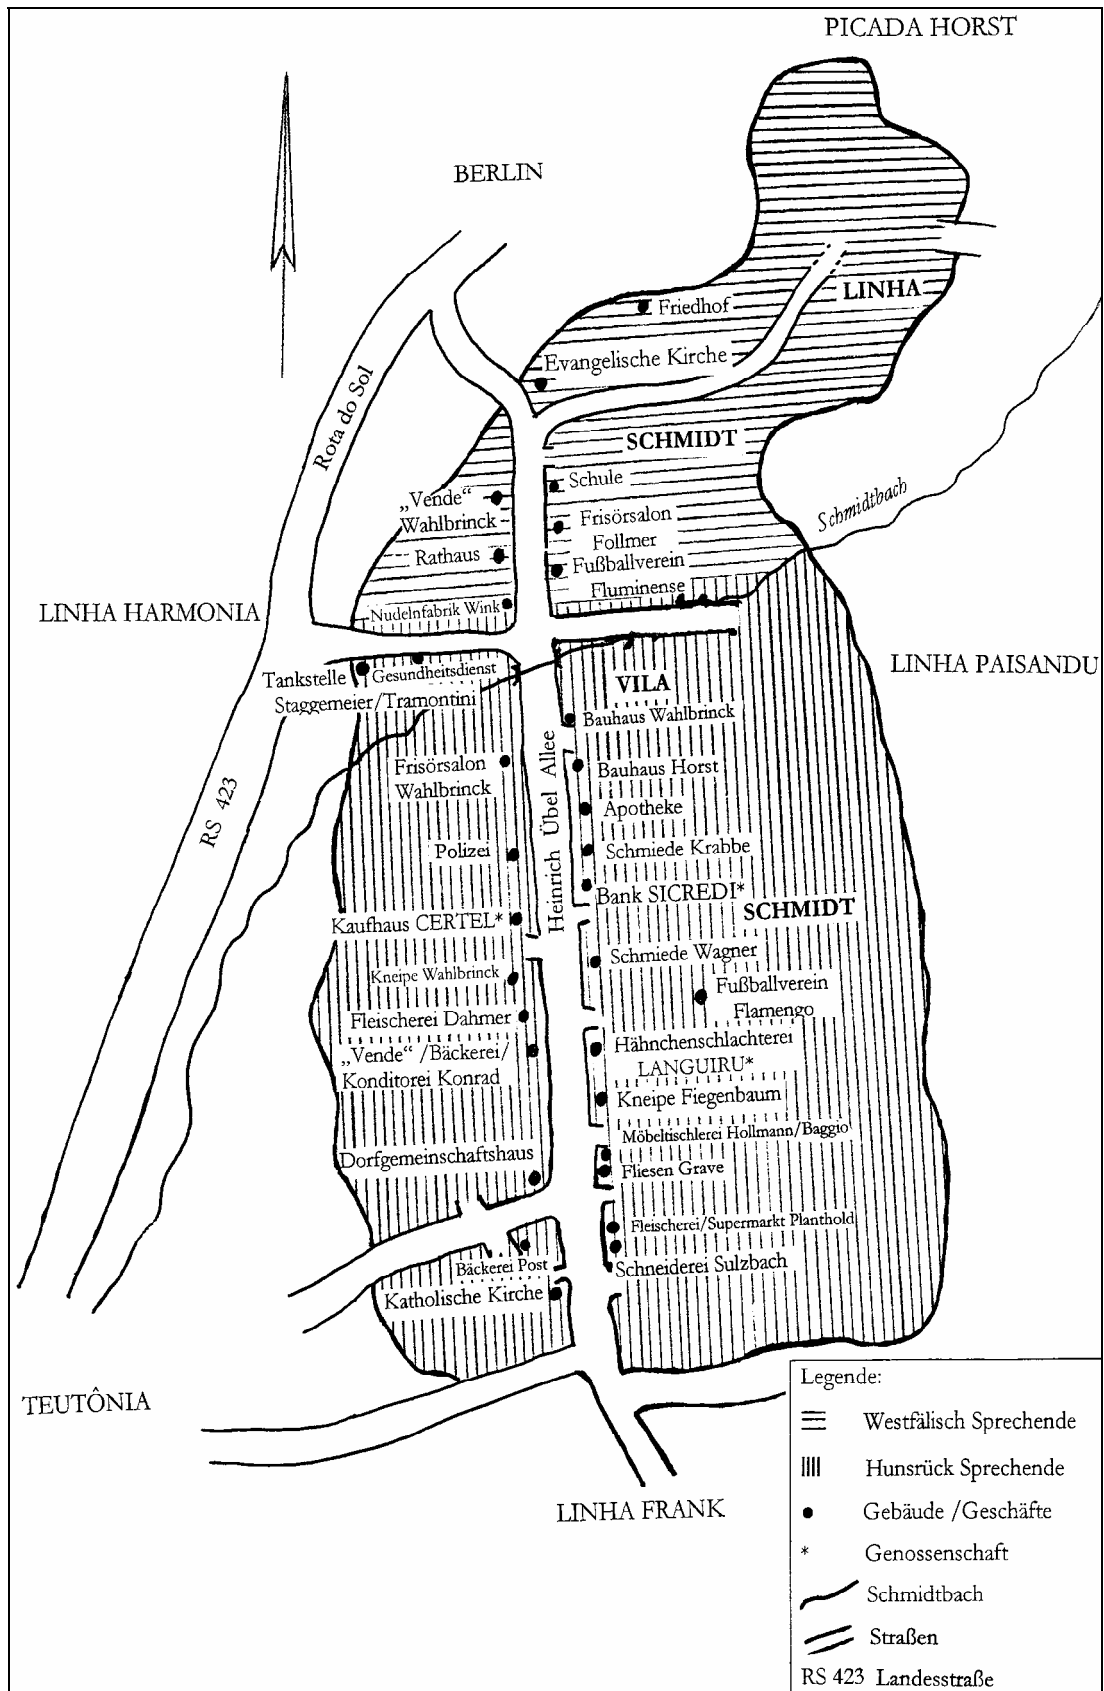 PICADA HORST
BERLIN
LINHA
Friedhof
Evangelische Kirche
Rota do Sol
SCHMIDT
Schule
„Vende“
Wahlbrinck
Schmidtbach
Frisörsalon
Follmer
Rathaus
Fußballverein
Fluminense
LINHA HARMONIA
Nudelnfabrik Wink
LINHA PAISANDU
Tankstelle
Staggemeier/Tramontini
Gesundheitsdienst
VILA
Bauhaus Wahlbrinck
Frisörsalon
Wahlbrinck
Heinrich Übel Allee
Bauhaus Horst
Apotheke
RS 423
Polizei
Schmiede Krabbe
Bank SICREDI*
SCHMIDT
Kaufhaus CERTEL*
Schmiede Wagner
Kneipe Wahlbrinck
Fußballverein
Flamengo
Fleischerei Dahmer
Hähnchenschlachterei
LANGUIRU*
„Vende“ /Bäckerei/
Konditorei Konrad
Kneipe Fiegenbaum
Möbeltischlerei Hollmann/Baggio
Dorfgemeinschaftshaus
Fliesen Grave
Fleischerei/Supermarkt Planthold
Bäckerei Post
Schneiderei Sulzbach
Katholische Kirche
TEUTÔNIA
LINHA FRANK
Legende:
Westfälisch Sprechende
Hunsrück Sprechende
Gebäude /Geschäfte
* Genossenschaft
Schmidtbach
Straßen
RS 423 Landesstraße